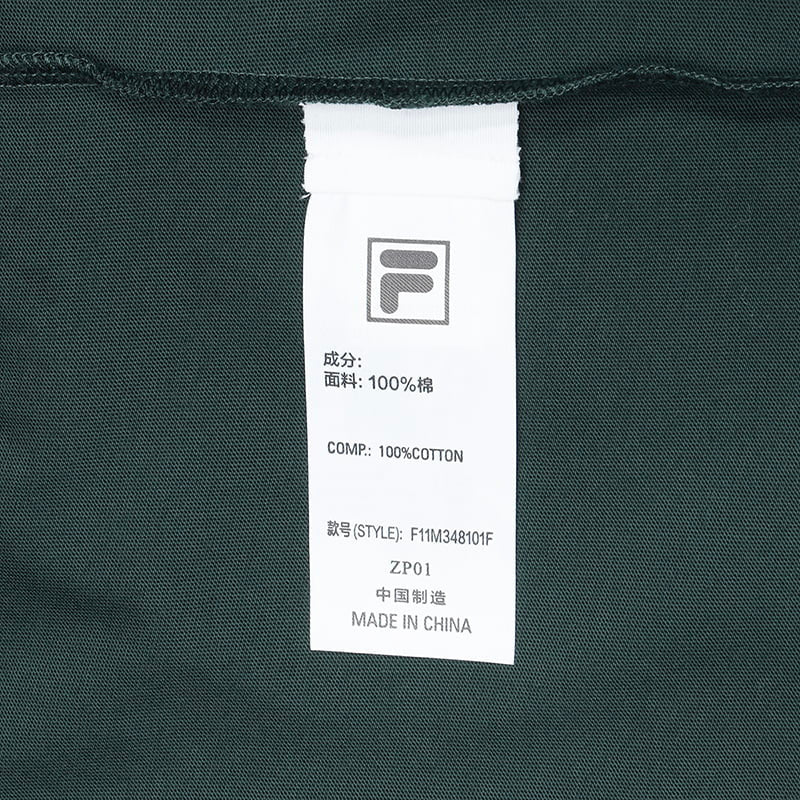 F
成分:
面料: 100%棉
COMP.: 100%COTTON
款号(STYLE): F11M348101F
ZP01
中国制造
MADE IN CHINA